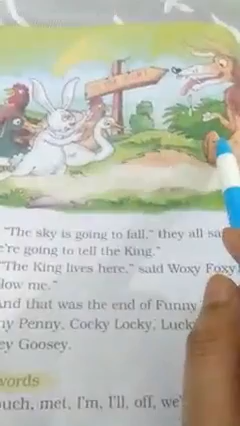 "The sky is going to fall," they all
e're going to tell the King."
"The King lives here," said Woxy Foxy
low me."
And that was the end of Funny
ny Penny, Cocky Locky, Luck
ey Goosey.
words
uch, met, I'm, I'll, off, we'